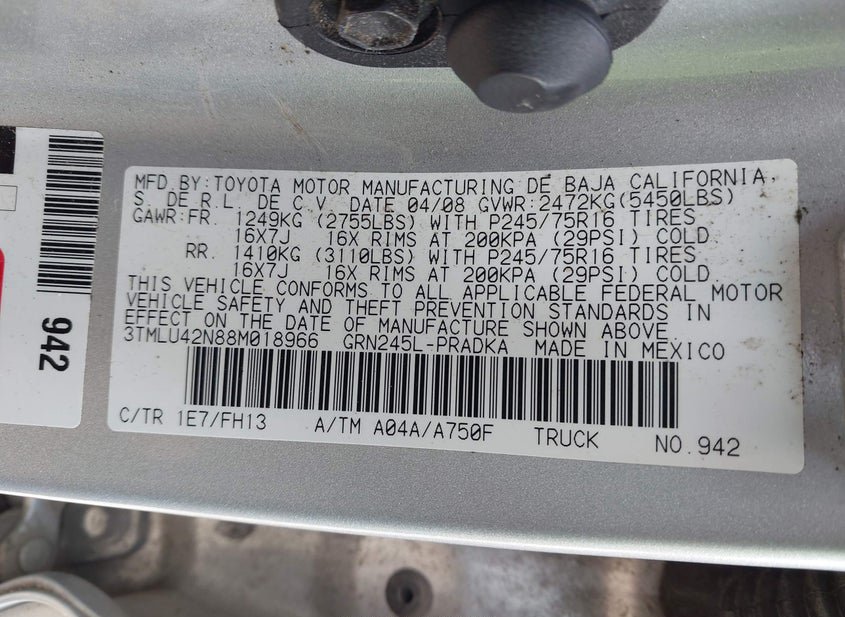 MFD.BY:TOYOTA MOTOR MANUFACTURING DE BAJA CALIFORNIA,
S. DE R.L. DE C.V. DATE 04/08 GVWR:2472KG(5450LBS)
GAWR:FR. 1249KG (2755LBS) WITH P245/75R16 TIRES
16X7J 16X RIMS AT 200KPA (29PSI) COLD
RR. 1410KG (3110LBS) WITH P245/75R16 TIRES
16X7J 16X RIMS AT 200KPA (29PSI) COLD
THIS VEHICLE CONFORMS TO ALL APPLICABLE FEDERAL MOTOR
VEHICLE SAFETY AND THEFT PREVENTION STANDARDS IN
EFFECT ON THE DATE OF MANUFACTURE SHOWN ABOVE.
3TMLU42N88M018966 GRN245L-PRADKA MADE IN MEXICO
C/TR 1E7/FH13 A/TM A04A/A750F TRUCK NO.942
942